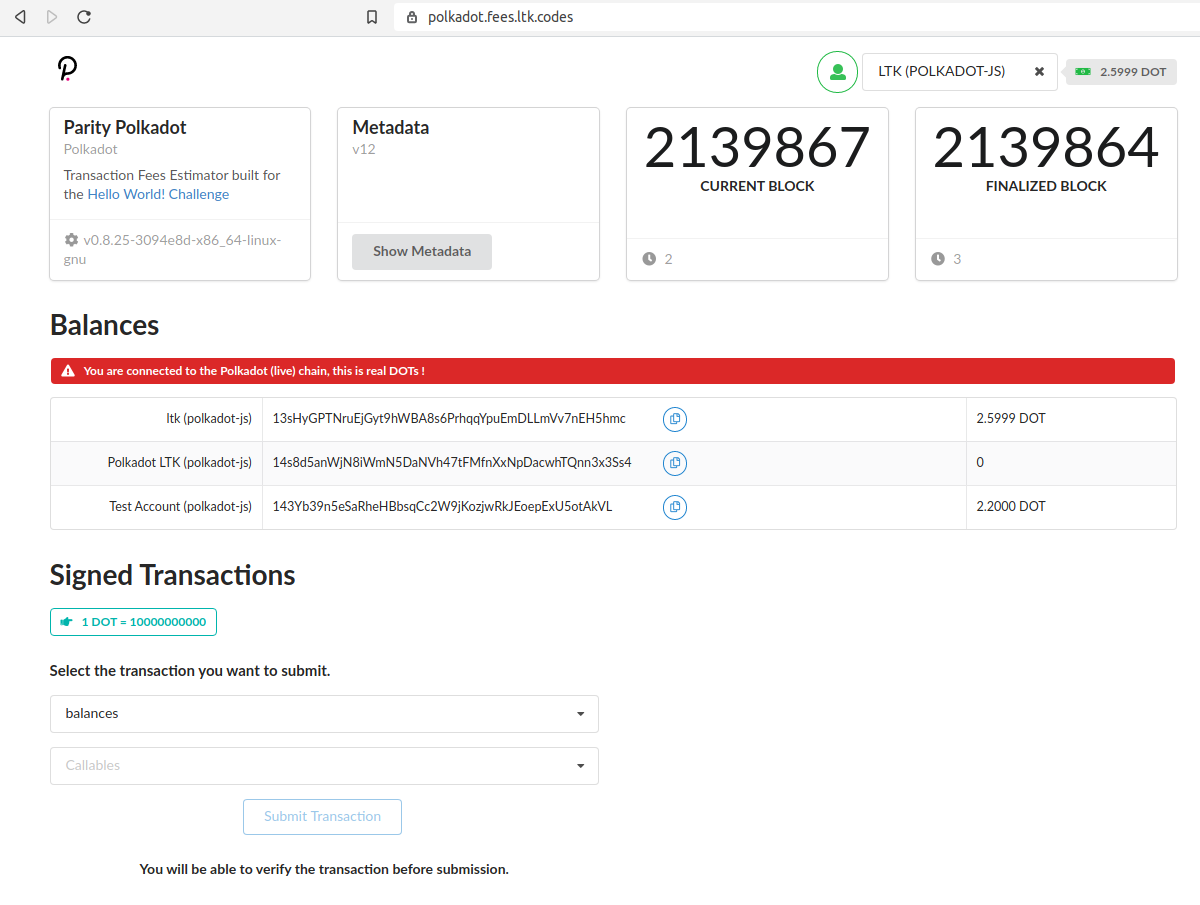 polkadot.fees.ltk.codes
LTK (POLKADOT-JS)
2.5999 DOT
Parity Polkadot
Polkadot
Transaction Fees Estimator built for
the Hello World! Challenge
v0.8.25-3094e8d-x86_64-linux-
gnu
Metadata
v12
Show Metadata
2139867
CURRENT BLOCK
2
2139864
FINALIZED BLOCK
3
Balances
You are connected to the Polkadot (live) chain, this is real DOTs !
ltk (polkadot-js) 13sHyGPTNruEjGyt9hWBA8s6PrhqqYpuEmDLLmVv7nEH5hmc 2.5999 DOT
Polkadot LTK (polkadot-js) 14s8d5anWjN8iWmN5DaNVh47tFMfnXxNpDacwhTQnn3x3Ss4 0
Test Account (polkadot-js) 143Yb39n5eSaRheHBbsqCc2W9jKozjwRkJEoepExU5otAkVL 2.2000 DOT
Signed Transactions
1 DOT = 10000000000
Select the transaction you want to submit.
balances
Callables
Submit Transaction
You will be able to verify the transaction before submission.